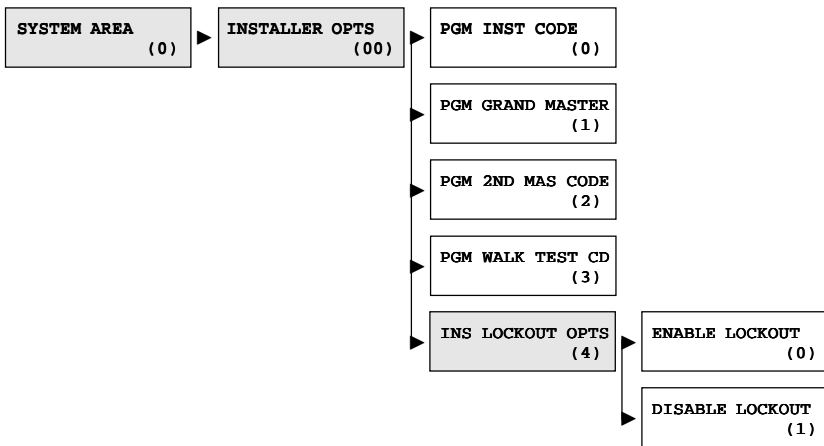 SYSTEM AREA
(0)
INSTALLER OPTS
(00)
PGM INST CODE
(0)
PGM GRAND MASTER
(1)
PGM 2ND MAS CODE
(2)
PGM WALK TEST CD
(3)
INS LOCKOUT OPTS
(4)
ENABLE LOCKOUT
(0)
DISABLE LOCKOUT
(1)